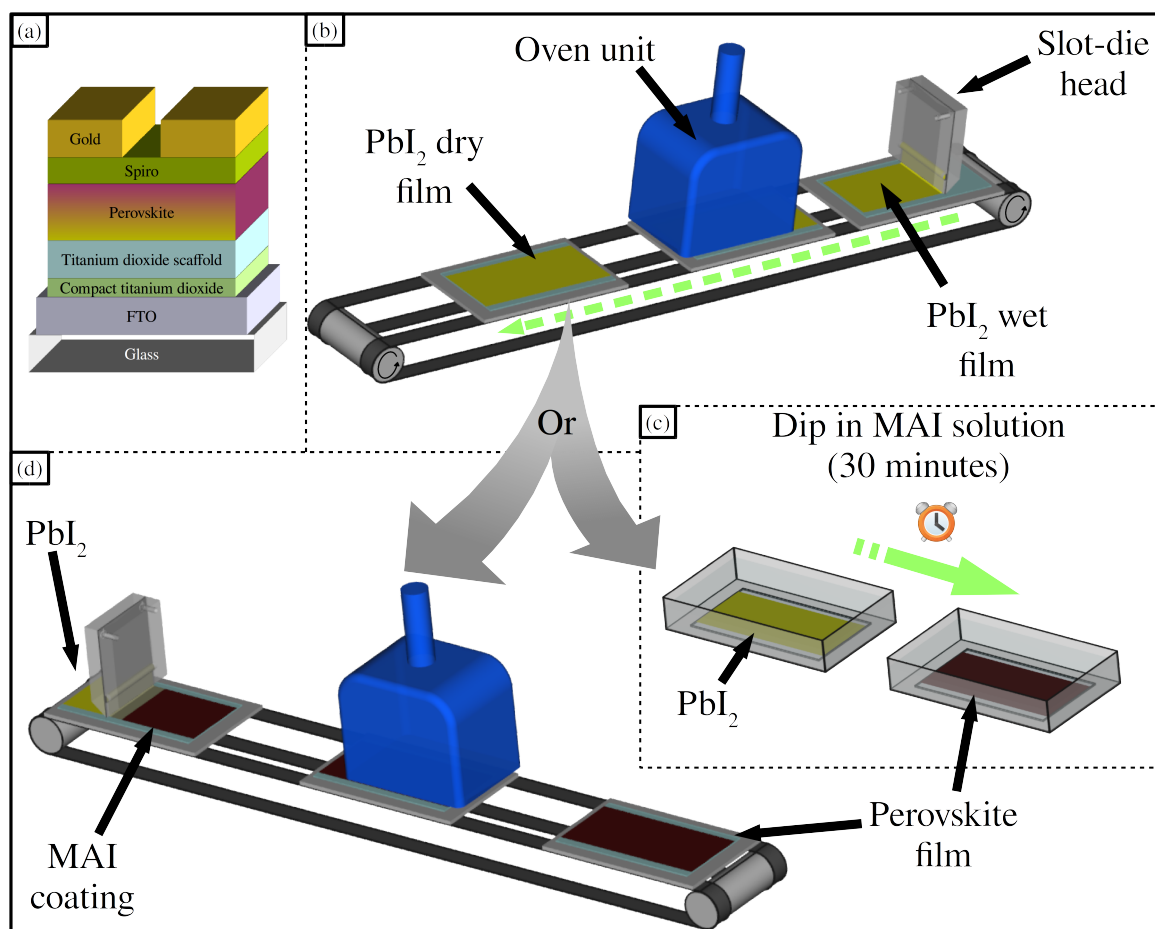 (a)
Gold
Spiro
Perovskite
Titanium dioxide scaffold
Compact titanium dioxide
FTO
Glass
(b)
Oven unit
Slot-die
head
PbI₂ dry
film
PbI₂ wet
film
Or
(c)
Dip in MAI solution
(30 minutes)
PbI₂
Perovskite
film
(d)
PbI₂
MAI
coating